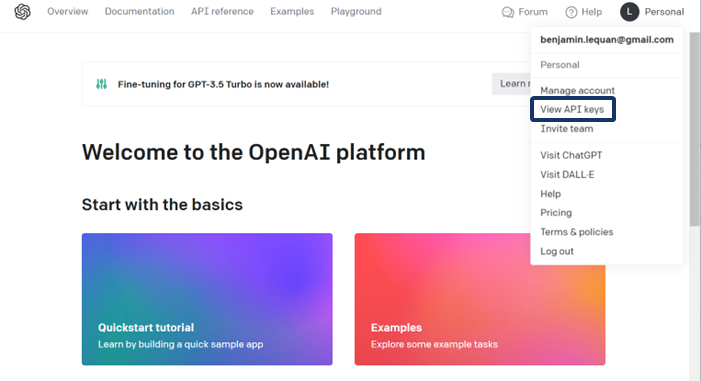 Overview Documentation API reference Examples Playground Forum Help L Personal
benjamin.lequan@gmail.com
Personal
Manage account
View API keys
Invite team
Visit ChatGPT
Visit DALL·E
Help
Pricing
Terms & policies
Log out
Fine-tuning for GPT-3.5 Turbo is now available! Learn
Welcome to the OpenAI platform
Start with the basics
Quickstart tutorial
Learn by building a quick sample app
Examples
Explore some example tasks